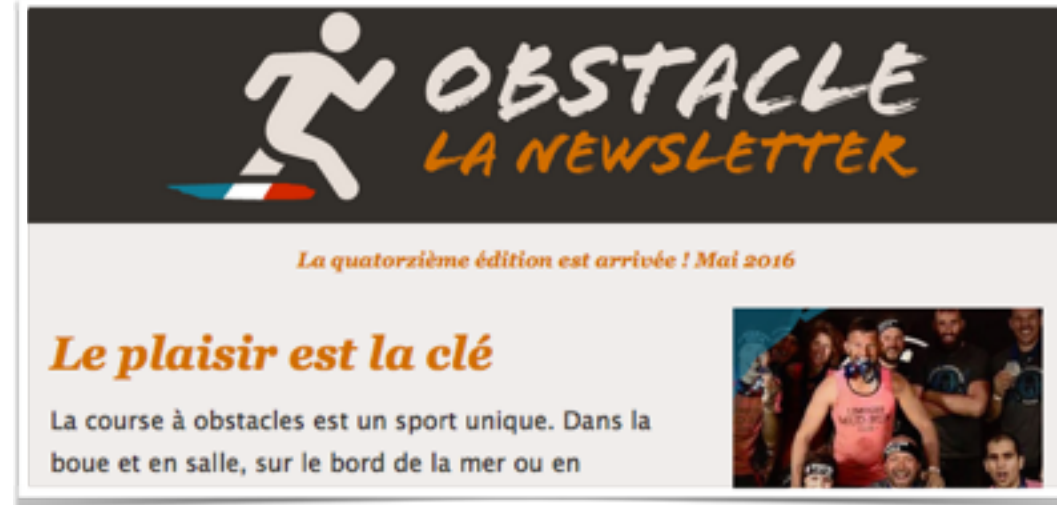 OBSTACLE
LA NEWSLETTER
La quatorzième édition est arrivée ! Mai 2016
Le plaisir est la clé
La course à obstacles est un sport unique. Dans la
boue et en salle, sur le bord de la mer ou en